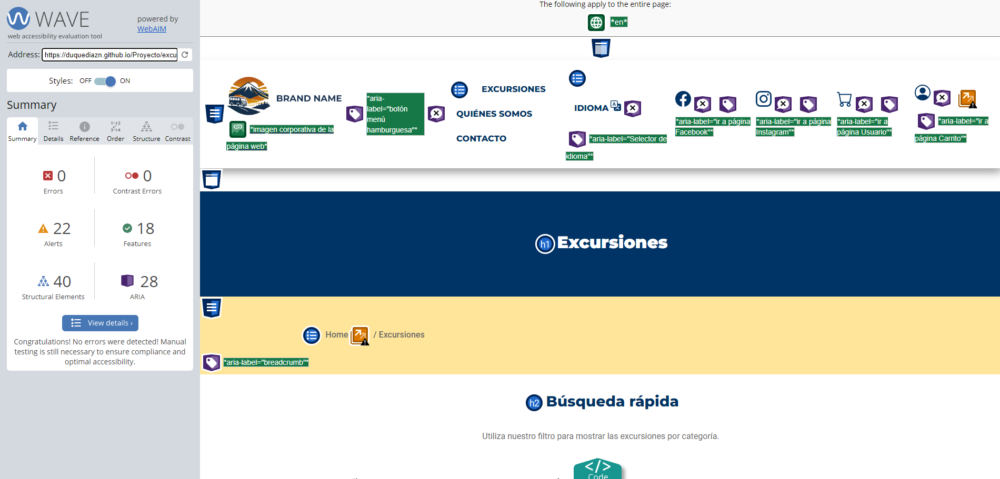 WAVE
powered by
WebAIM
web accessibility evaluation tool
Address: https://duquediazn.github.io/Proyecto/excu
Styles: OFF ON
Summary
Summary Details Reference Order Structure Contrast
0
Errors
0
Contrast Errors
22
Alerts
18
Features
40
Structural Elements
28
ARIA
View details ›
Congratulations! No errors were detected! Manual
testing is still necessary to ensure compliance and
optimal accessibility.
The following apply to the entire page:
*en*
BRAND NAME
*imagen corporativa de la
página web*
*aria-
label="botón
menú
hamburguesa"*
EXCURSIONES
QUIÉNES SOMOS
CONTACTO
IDIOMA
*aria-label="Selector de
idioma"*
*aria-label="ir a página
Facebook"*
*aria-label="ir a página
Instagram"*
*aria-label="ir a
página Usuario"*
*aria-label="ir a
página Carrito"*
h1 Excursiones
Home / Excursiones
*aria-label="breadcrumb"*
h2 Búsqueda rápida
Utiliza nuestro filtro para mostrar las excursiones por categoría.
</>
Code